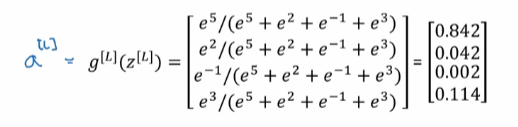 a^[L] = g^[L](z^[L]) = [ e^5/(e^5 + e^2 + e^-1 + e^3) ] = [0.842]
[ e^2/(e^5 + e^2 + e^-1 + e^3) ] [0.042]
[ e^-1/(e^5 + e^2 + e^-1 + e^3) ] [0.002]
[ e^3/(e^5 + e^2 + e^-1 + e^3) ] [0.114]